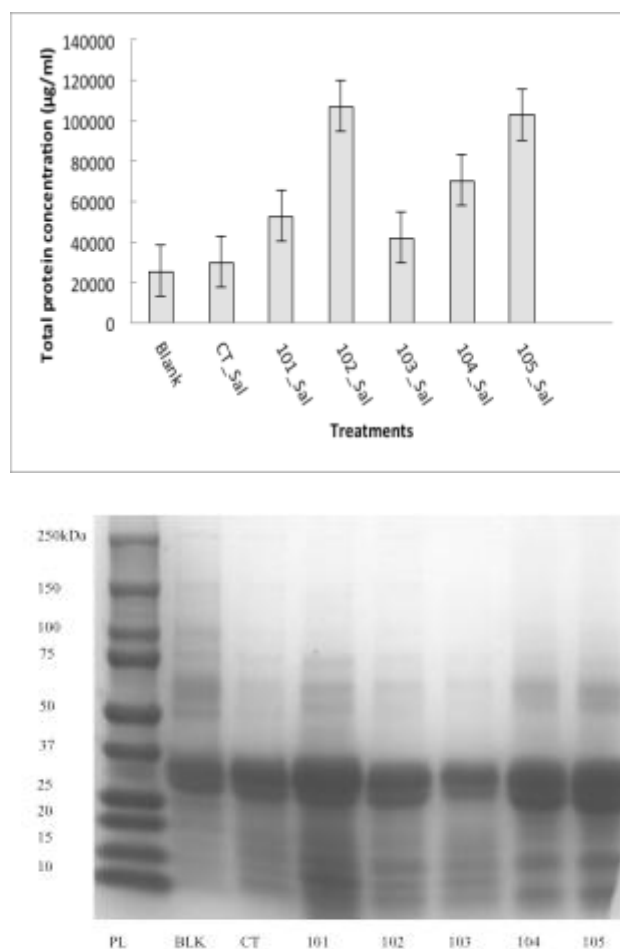 Total protein concentration (µg/ml)
140000
120000
100000
80000
60000
40000
20000
0
Blank
CT_Sal
101_Sal
102_Sal
103_Sal
104_Sal
105_Sal
Treatments
250kDa
150
100
75
50
37
25
20
15
10
PL BLK CT 101 102 103 104 105